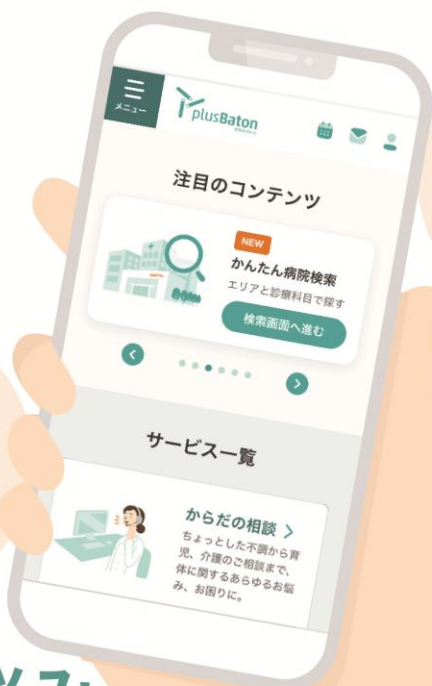 メニュー
plusBaton
注目のコンテンツ
NEW
かんたん病院検索
エリアと診療科目で探す
検索画面へ進む
サービス一覧
からだの相談
ちょっとした不調から育
児、介護のご相談まで、
体に関するあらゆるお悩
み、お困りに。